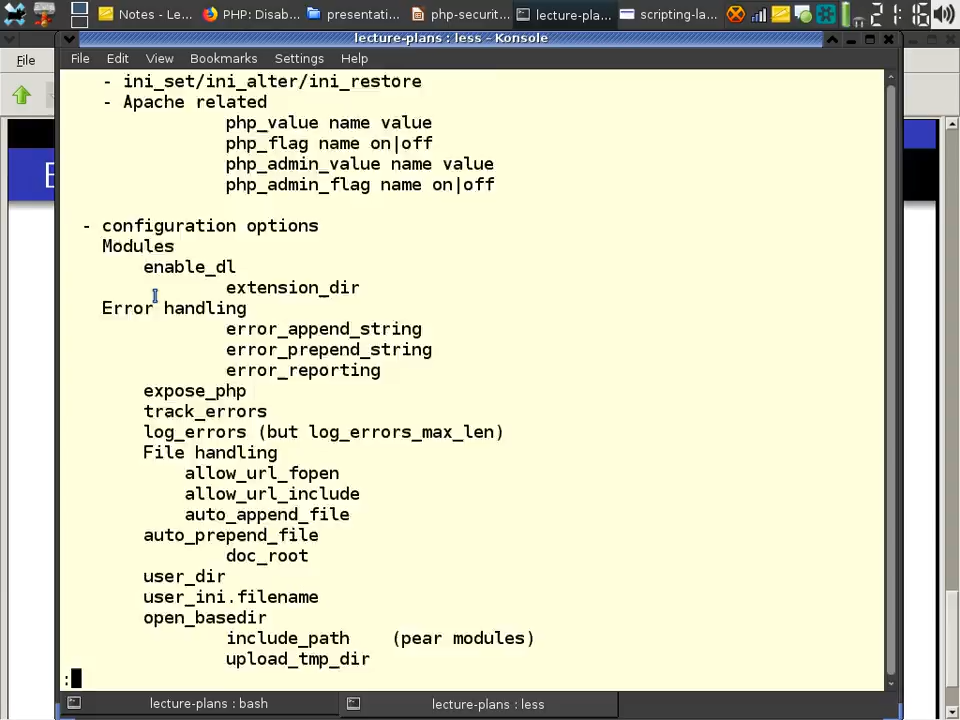 Notes - Le...
PHP: Disab...
presentati...
php-securit...
lecture-pla...
scripting-la...
21:16
lecture-plans : less - Konsole
File
File Edit View Bookmarks Settings Help
- ini_set/ini_alter/ini_restore
- Apache related
php_value name value
php_flag name on|off
php_admin_value name value
php_admin_flag name on|off
- configuration options
Modules
enable_dl
extension_dir
Error handling
error_append_string
error_prepend_string
error_reporting
expose_php
track_errors
log_errors (but log_errors_max_len)
File handling
allow_url_fopen
allow_url_include
auto_append_file
auto_prepend_file
doc_root
user_dir
user_ini.filename
open_basedir
include_path (pear modules)
upload_tmp_dir
:
lecture-plans : bash
lecture-plans : less